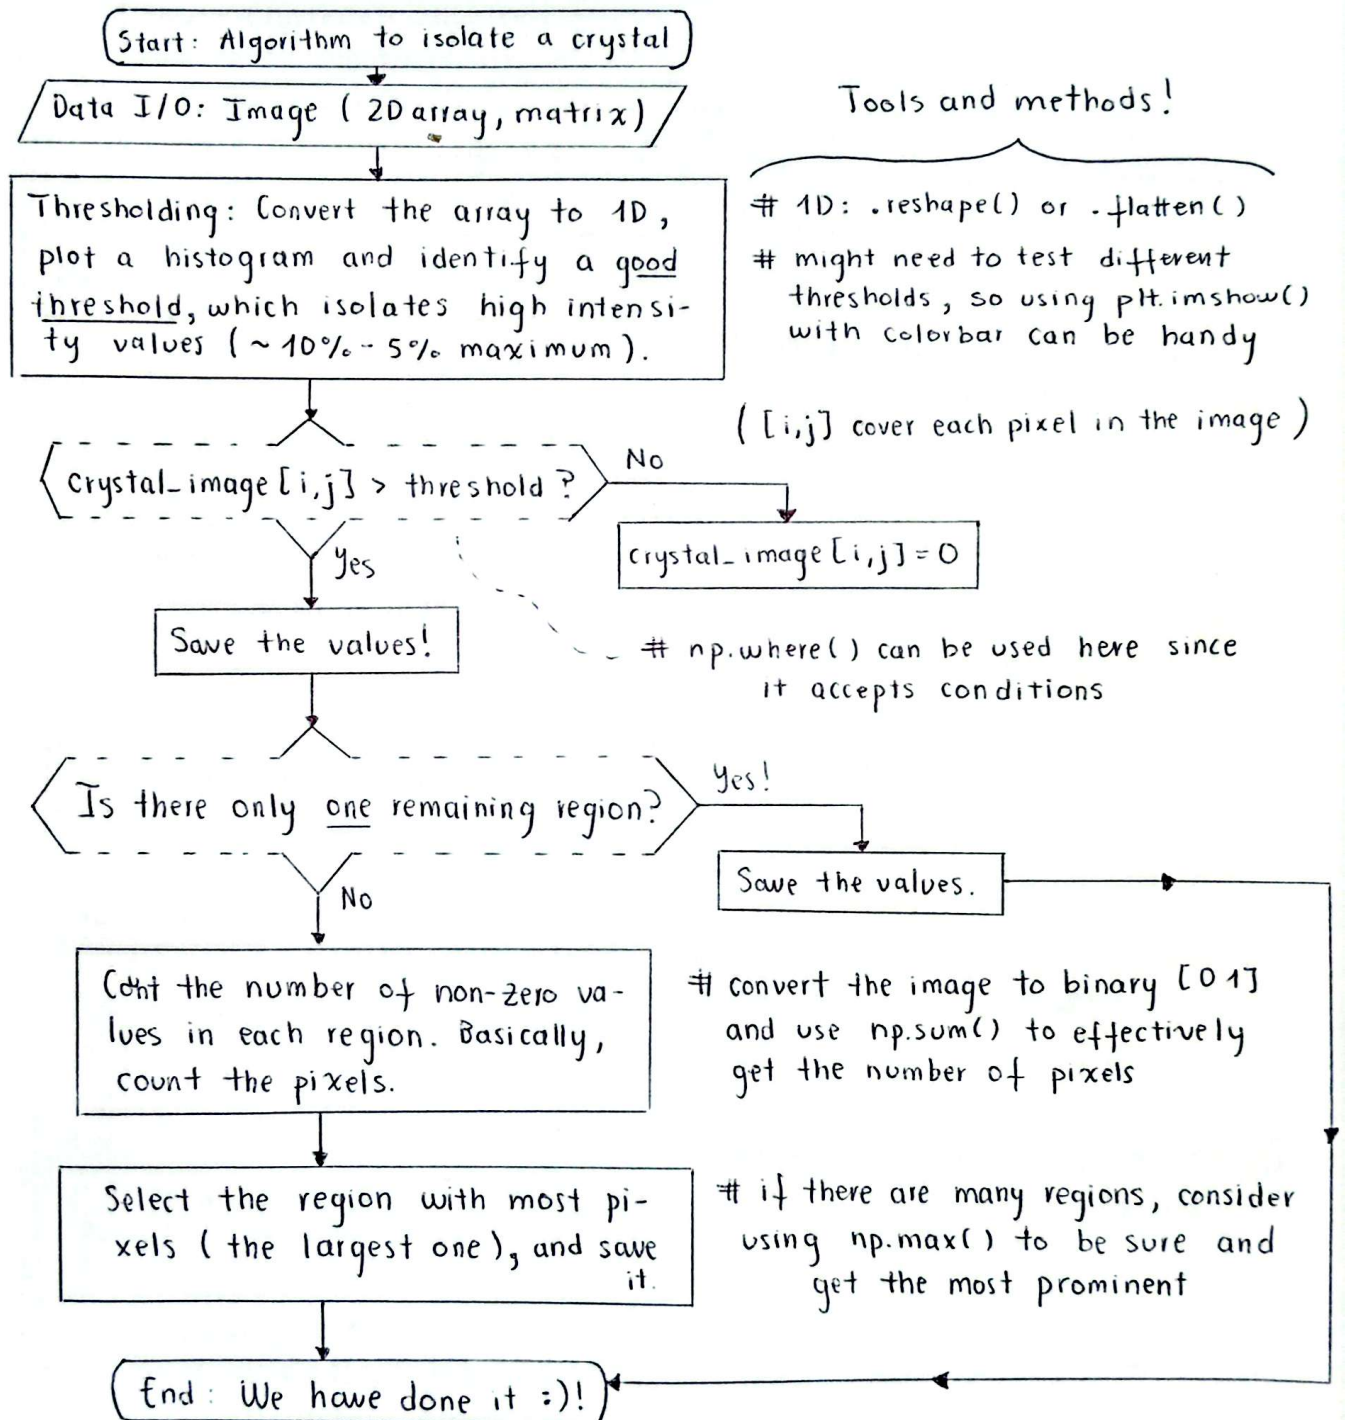 Start: Algorithm to isolate a crystal
Data I/O: Image (2D array, matrix)
Tools and methods!
Thresholding: Convert the array to 1D,
plot a histogram and identify a good
threshold, which isolates high intensi-
ty values (~10%-5% maximum).
# 1D: .reshape() or .flatten()
# might need to test different
thresholds, so using plt.imshow()
with colorbar can be handy
([i,j] cover each pixel in the image)
crystal_image[i,j] > threshold?
No
crystal_image[i,j]=0
Yes
Save the values!
# np.where() can be used here since
it accepts conditions
Is there only one remaining region?
Yes!
Save the values.
No
the number of non-zero va-
lues in each region. Basically,
count the pixels.
# convert the image to binary [0 1]
and use np.sum() to effectively
get the number of pixels
Select the region with most pi-
xels (the largest one), and save
it.
# if there are many regions, consider
using np.max() to be sure and
get the most prominent
End: We have done it :)!